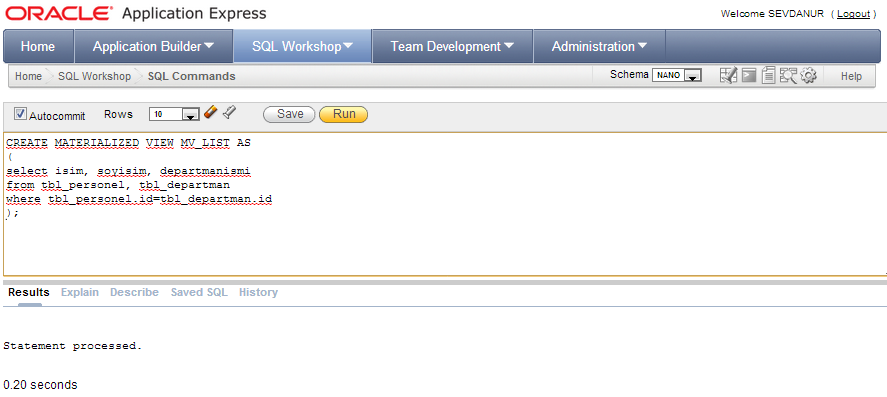 ORACLE Application Express
Welcome SEVDANUR ( Logout )
Home Application Builder SQL Workshop Team Development Administration
Home SQL Workshop SQL Commands Schema NANO Help
Autocommit Rows 10 Save Run
CREATE MATERIALIZED VIEW MV_LIST AS
(
select isim, soyisim, departmanismi
from tbl_personel, tbl_departman
where tbl_personel.id=tbl_departman.id
);
Results Explain Describe Saved SQL History
Statement processed.
0.20 seconds